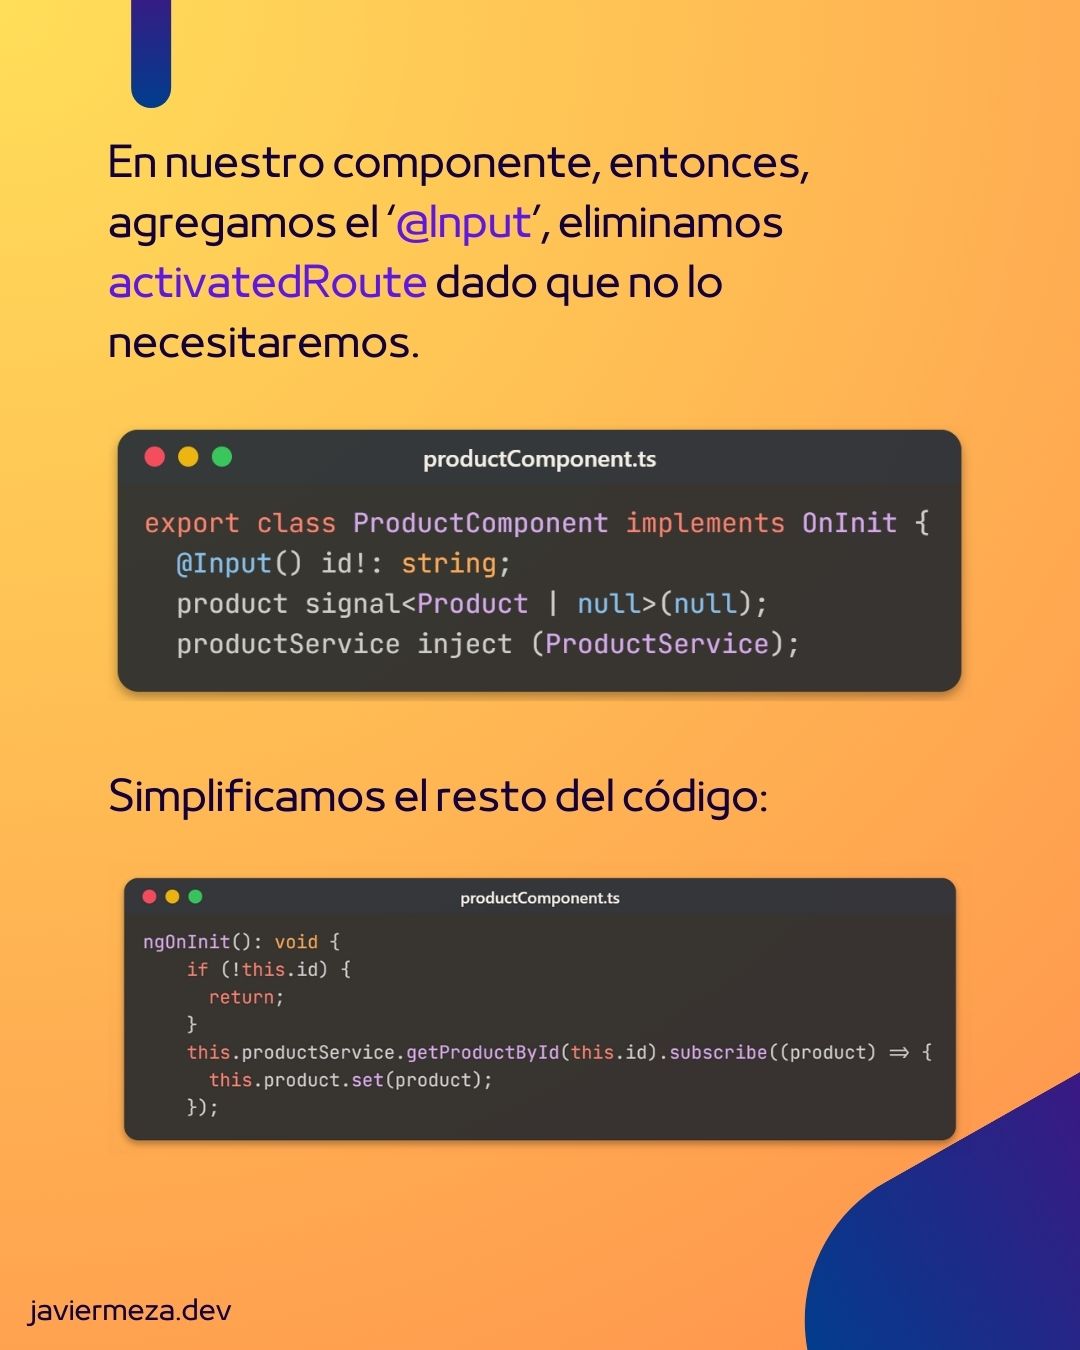 En nuestro componente, entonces,
agregamos el ‘@Input’, eliminamos
activatedRoute dado que no lo
necesitaremos.
productComponent.ts
export class ProductComponent implements OnInit {
@Input() id!: string;
product signal<Product | null>(null);
productService inject (ProductService);
Simplificamos el resto del código:
productComponent.ts
ngOnInit(): void {
if (!this.id) {
return;
}
this.productService.getProductById(this.id).subscribe((product) => {
this.product.set(product);
});
javiermeza.dev